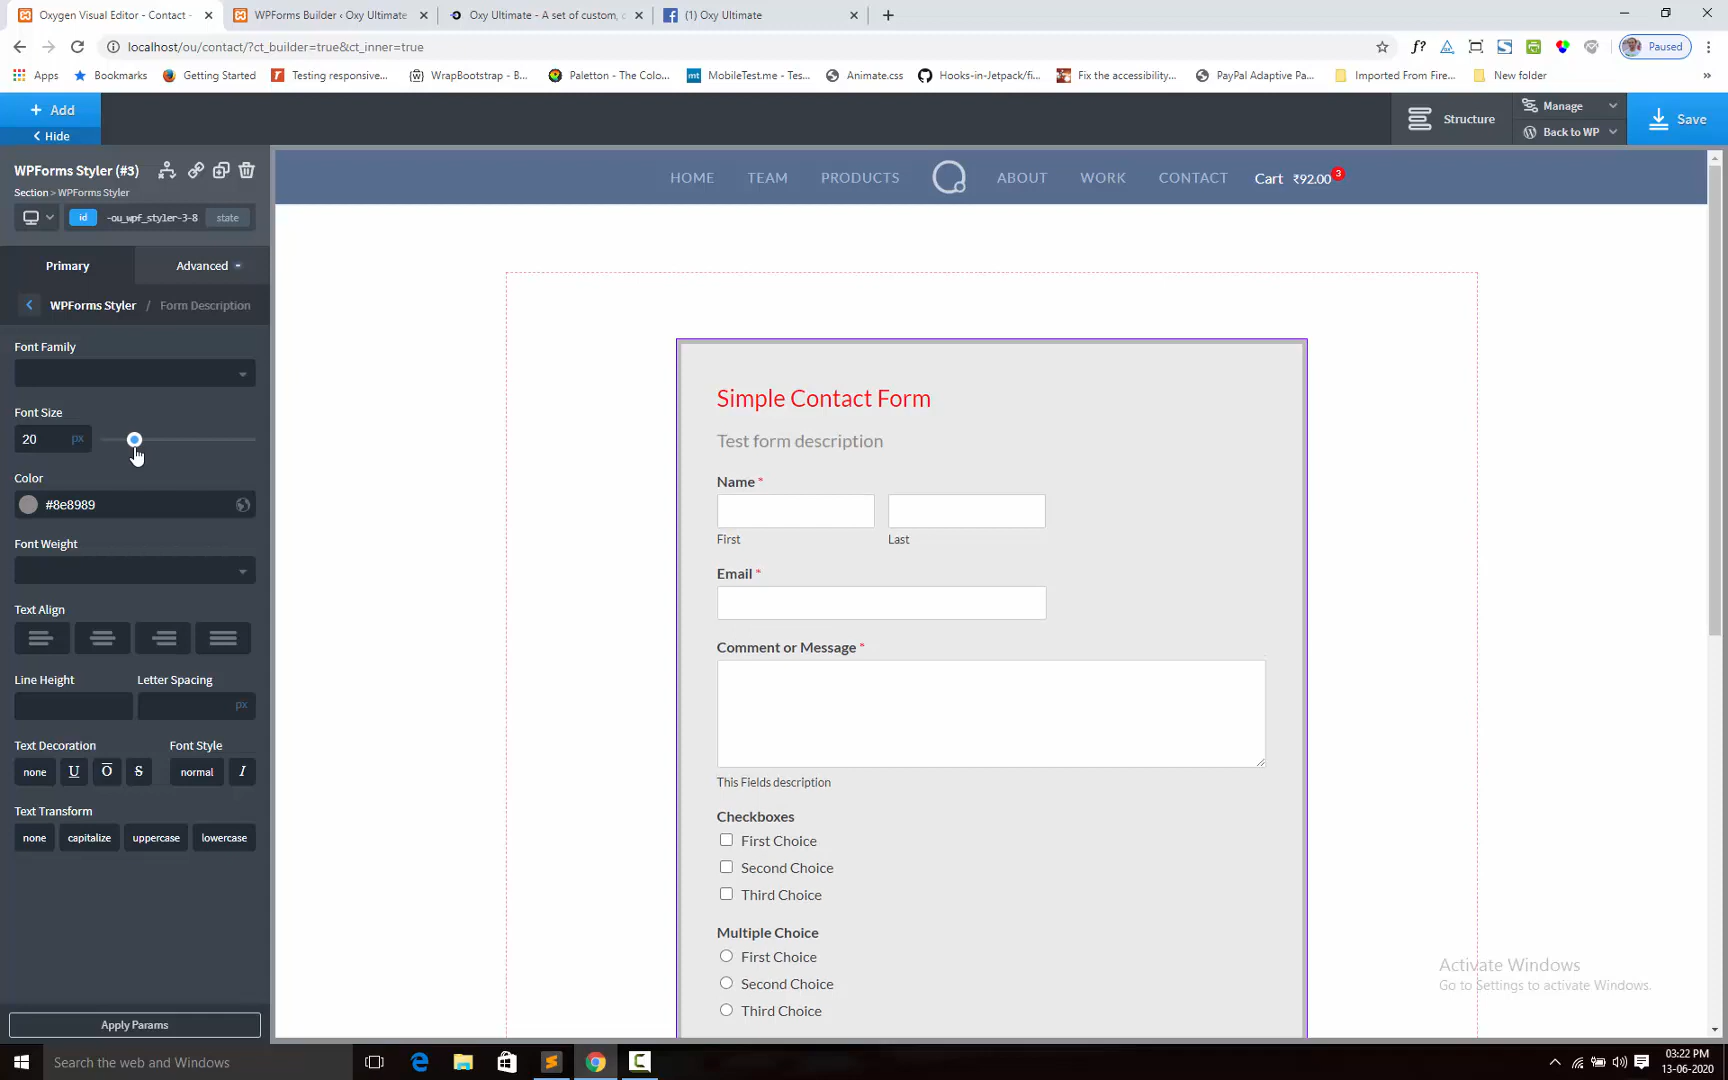 Oxygen Visual Editor - Contact -
WPForms Builder ‹ Oxy Ultimate
Oxy Ultimate - A set of custom, c
(1) Oxy Ultimate
localhost/ou/contact/?ct_builder=true&ct_inner=true
f?
Paused
Apps
Bookmarks
Getting Started
Testing responsive...
WrapBootstrap - B...
Paletton - The Colo...
MobileTest.me - Tes...
Animate.css
Hooks-in-Jetpack/fi...
Fix the accessibility...
PayPal Adaptive Pa...
Imported From Fire...
New folder
»
+ Add
Hide
Structure
Manage
Back to WP
Save
WPForms Styler (#3)
Section > WPForms Styler
id
-ou_wpf_styler-3-8
state
Primary
Advanced
WPForms Styler / Form Description
Font Family
Font Size
20 px
Color
#8e8989
Font Weight
Text Align
Line Height
Letter Spacing
px
Text Decoration
Font Style
none U O S normal I
Text Transform
none capitalize uppercase lowercase
Apply Params
HOME TEAM PRODUCTS ABOUT WORK CONTACT Cart ₹92.00 3
Simple Contact Form
Test form description
Name *
First
Last
Email *
Comment or Message *
This Fields description
Checkboxes
First Choice
Second Choice
Third Choice
Multiple Choice
First Choice
Second Choice
Third Choice
Activate Windows
Go to Settings to activate Windows.
Search the web and Windows
03:22 PM
13-06-2020